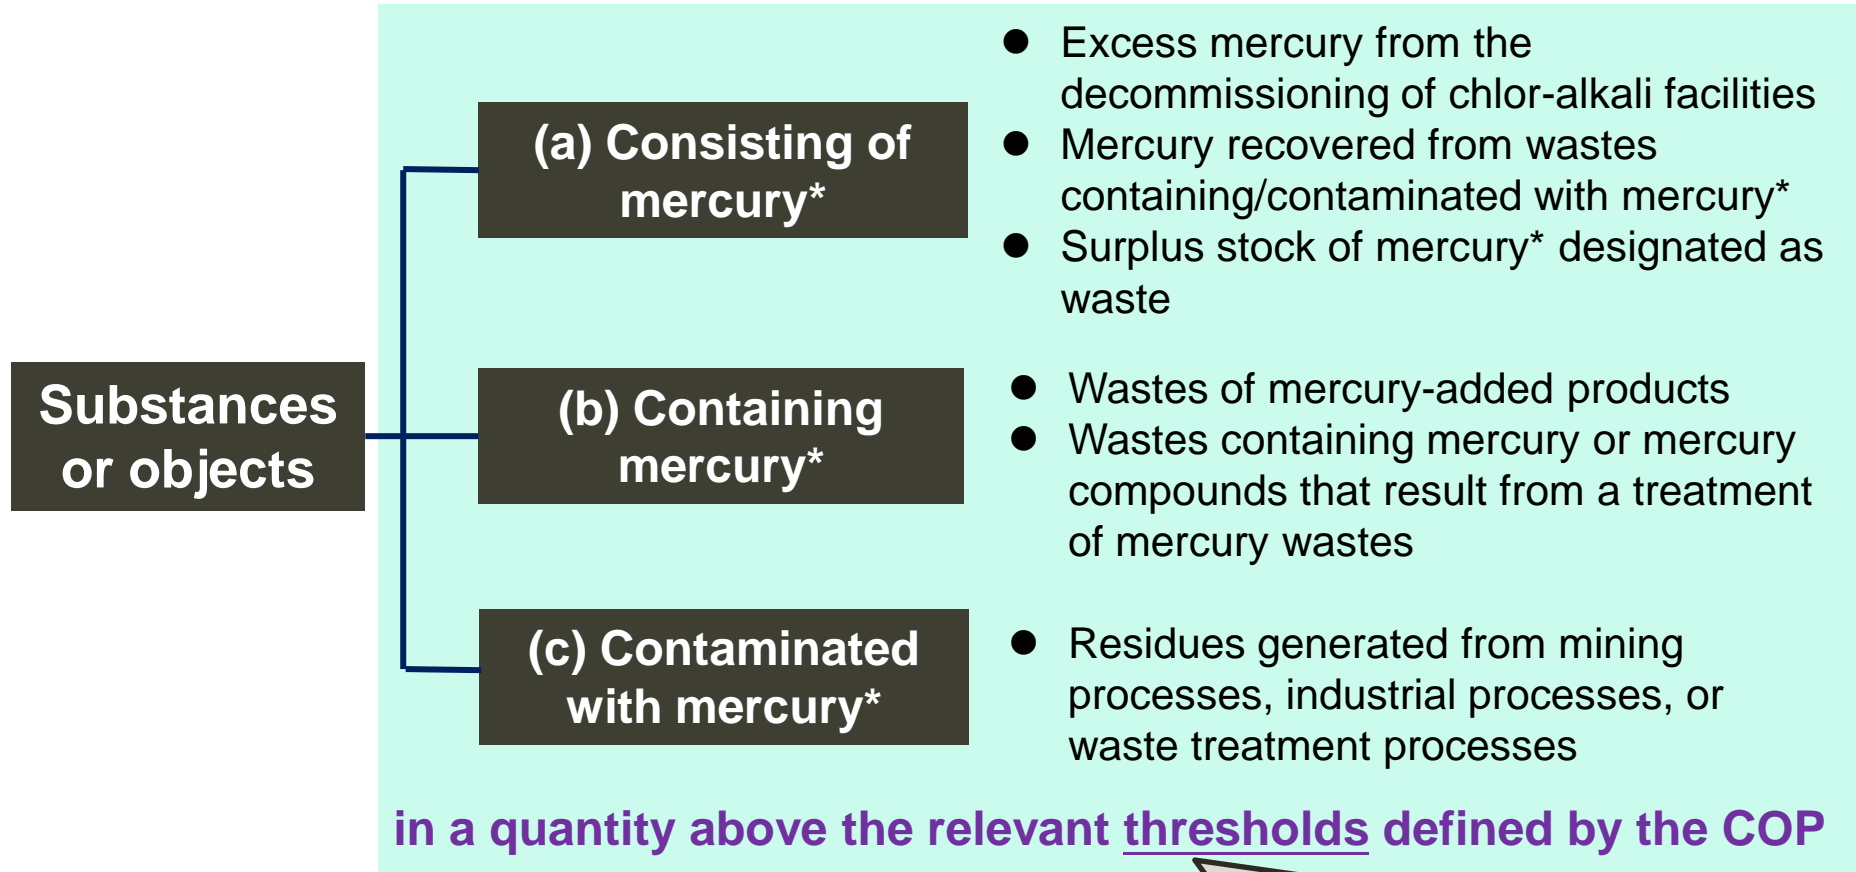 Substances
or objects
(a) Consisting of
mercury*
● Excess mercury from the
decommissioning of chlor-alkali facilities
● Mercury recovered from wastes
containing/contaminated with mercury*
● Surplus stock of mercury* designated as
waste
(b) Containing
mercury*
● Wastes of mercury-added products
● Wastes containing mercury or mercury
compounds that result from a treatment
of mercury wastes
(c) Contaminated
with mercury*
● Residues generated from mining
processes, industrial processes, or
waste treatment processes
in a quantity above the relevant thresholds defined by the COP